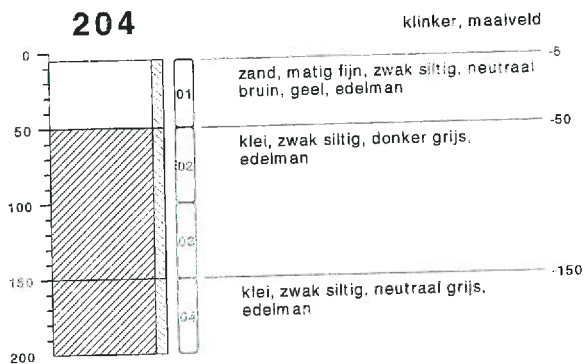 204
klinker, maaiveld
0
-5
zand, matig fijn, zwak siltig, neutraal
bruin, geel, edelman
01
50
-50
klei, zwak siltig, donker grijs,
edelman
02
100
03
150
-150
klei, zwak siltig, neutraal grijs,
edelman
04
200